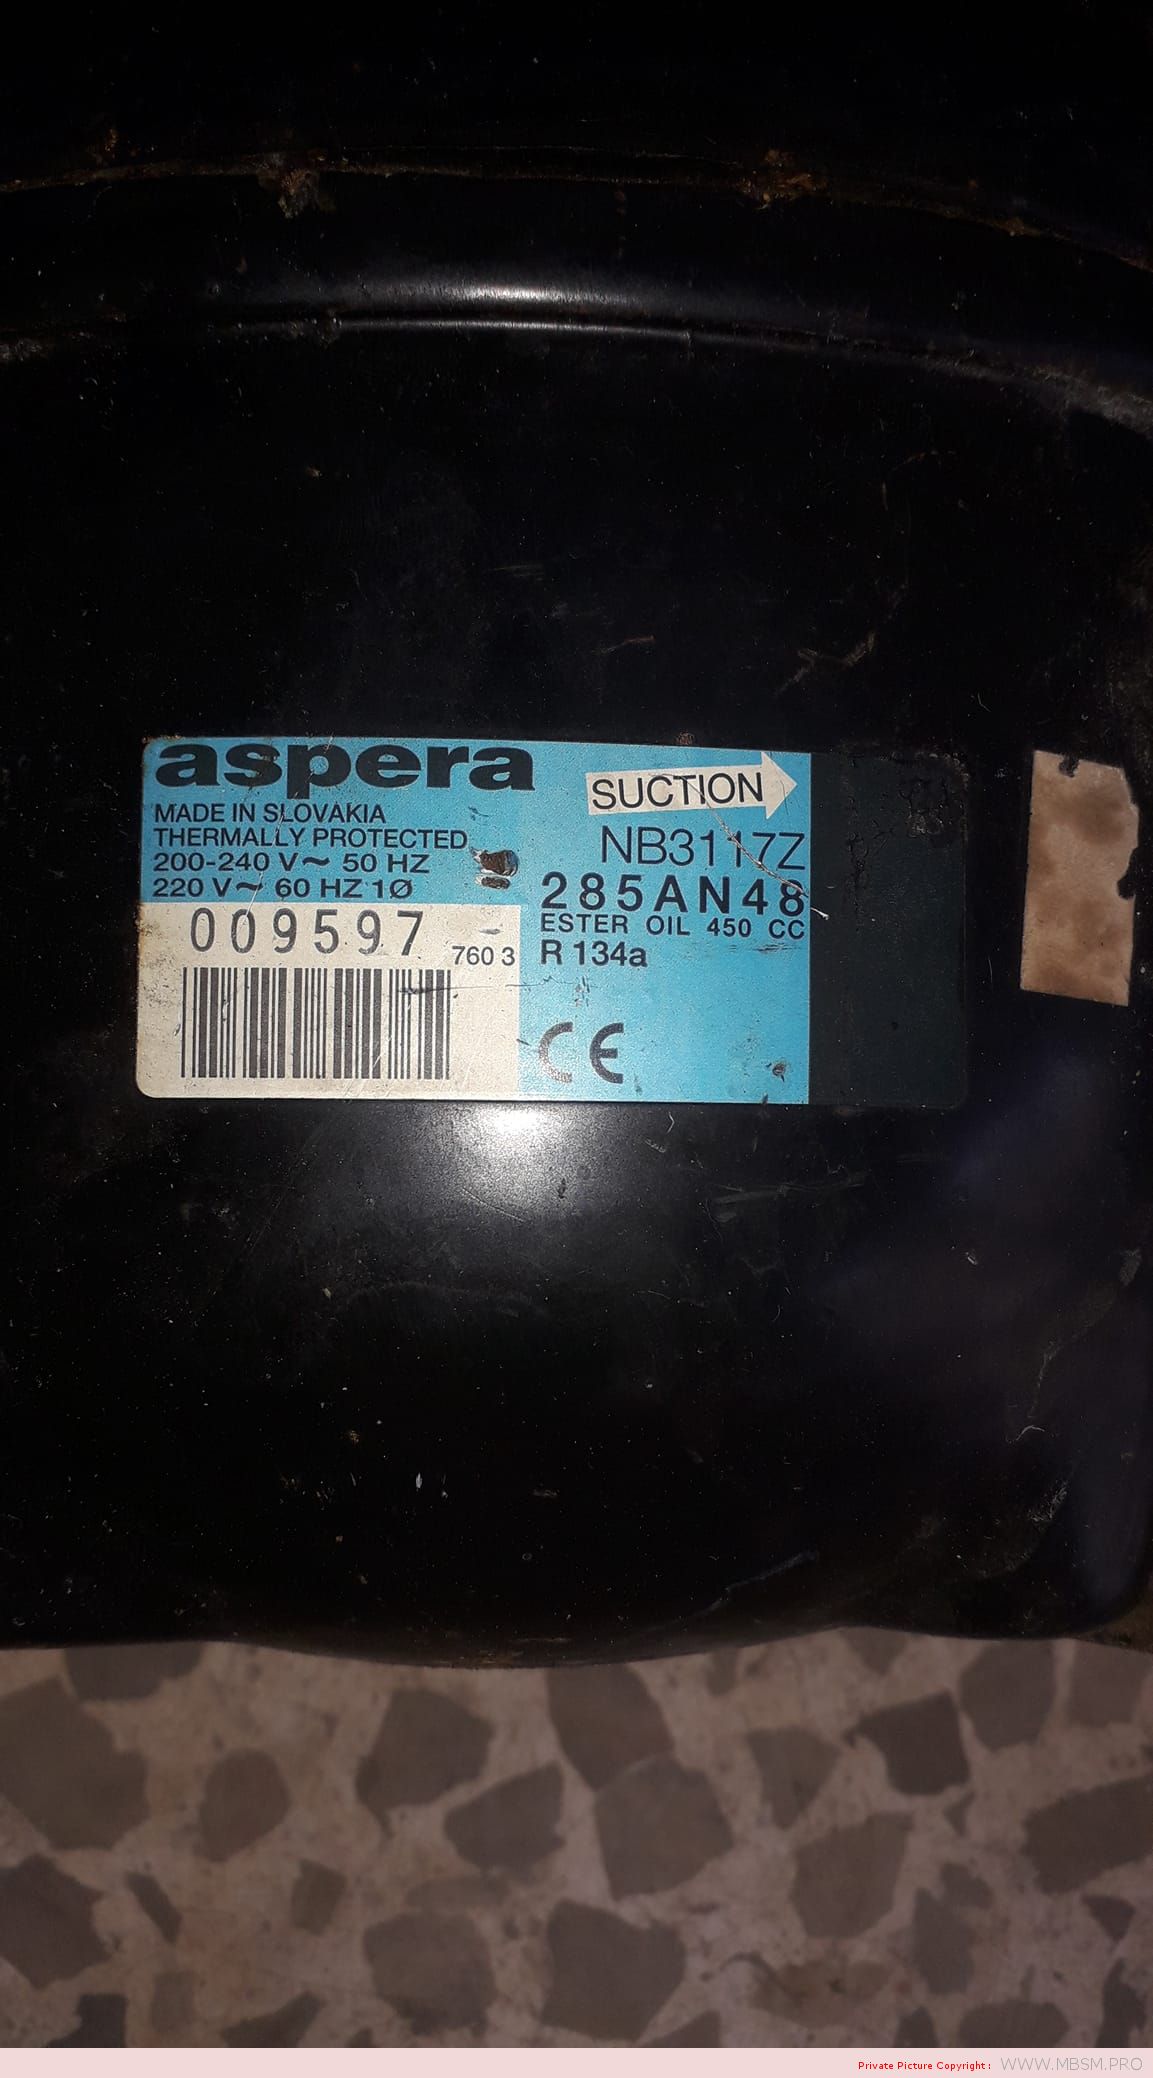 aspera
MADE IN SLOVAKIA
THERMALLY PROTECTED
200-240 V~ 50 HZ
220 V~ 60 HZ 1Ø
009597
760 3
SUCTION
NB3117Z
285AN48
ESTER OIL 450 CC
R 134a
CE
Private Picture Copyright : WWW.MBSM.PRO